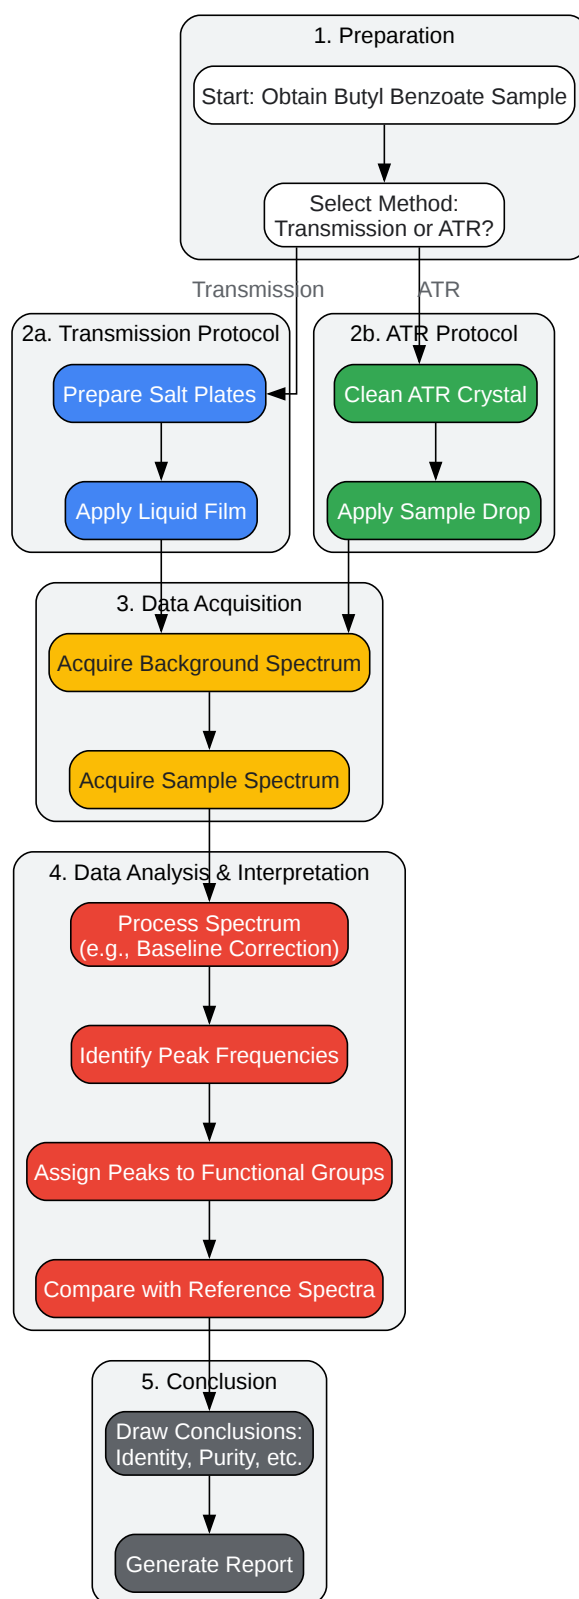 1. Preparation
Start: Obtain Butyl Benzoate Sample
Select Method:
Transmission or ATR?
Transmission
ATR
2a. Transmission Protocol
Prepare Salt Plates
Apply Liquid Film
2b. ATR Protocol
Clean ATR Crystal
Apply Sample Drop
3. Data Acquisition
Acquire Background Spectrum
Acquire Sample Spectrum
4. Data Analysis & Interpretation
Process Spectrum
(e.g., Baseline Correction)
Identify Peak Frequencies
Assign Peaks to Functional Groups
Compare with Reference Spectra
5. Conclusion
Draw Conclusions:
Identity, Purity, etc.
Generate Report